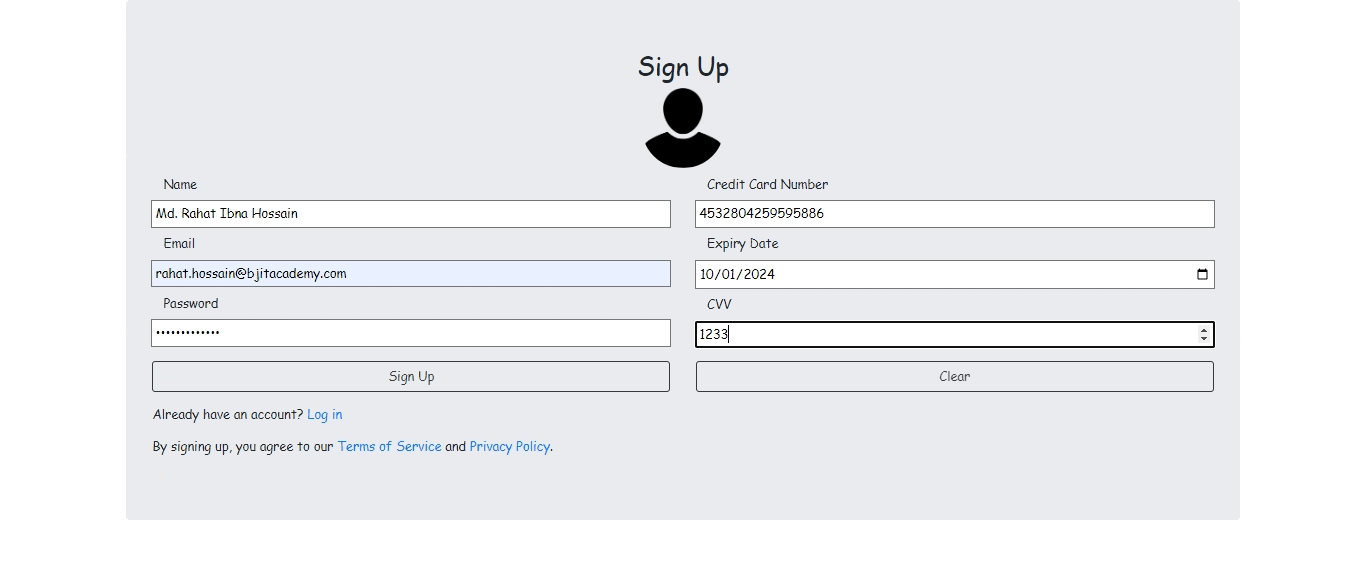 Sign Up
Name
Credit Card Number
Md. Rahat Ibna Hossain
4532804259595886
Email
Expiry Date
rahat.hossain@bjitacademy.com
10/01/2024
Password
CVV
•••••••••••••
1233
Sign Up
Clear
Already have an account? Log in
By signing up, you agree to our Terms of Service and Privacy Policy.